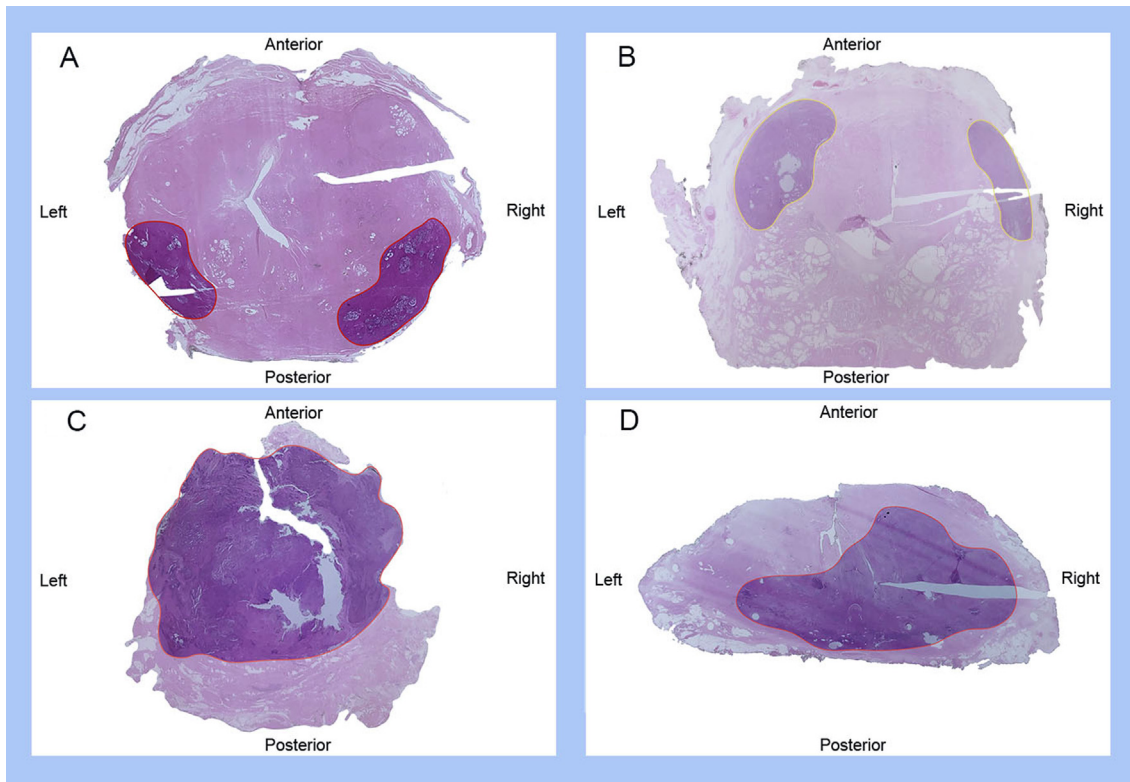 A
Anterior
Left
Right
Posterior
B
Anterior
Left
Right
Posterior
C
Anterior
Left
Right
Posterior
D
Anterior
Left
Right
Posterior